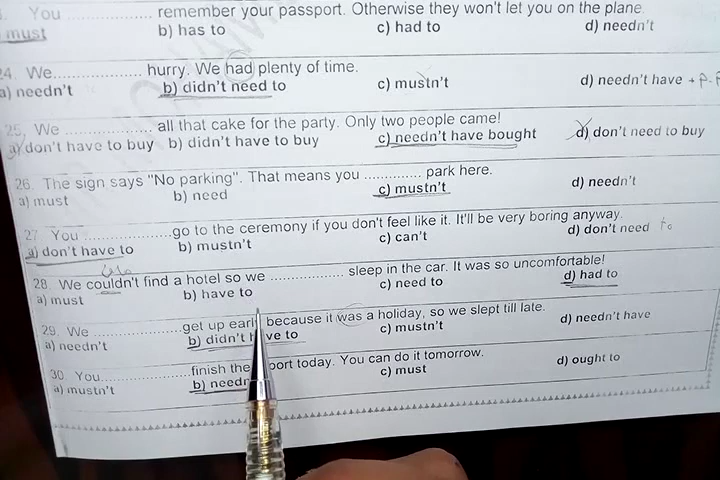 You .................. remember your passport. Otherwise they won't let you on the plane.
must b) has to c) had to d) needn't
24. We................... hurry. We had plenty of time.
a) needn't b) didn't need to c) mustn't d) needn't have + P.P
25. We .................. all that cake for the party. Only two people came!
a) don't have to buy b) didn't have to buy c) needn't have bought d) don't need to buy
26. The sign says "No parking". That means you .............. park here.
a) must b) need c) mustn't d) needn't
27. You ..................go to the ceremony if you don't feel like it. It'll be very boring anyway.
a) don't have to b) mustn't c) can't d) don't need to
28. We couldn't find a hotel so we .................. sleep in the car. It was so uncomfortable!
a) must b) have to c) need to d) had to
29. We ..................get up early because it was a holiday, so we slept till late.
a) needn't b) didn't have to c) mustn't d) needn't have
30. You.......................finish the port today. You can do it tomorrow.
a) mustn't b) need c) must d) ought to